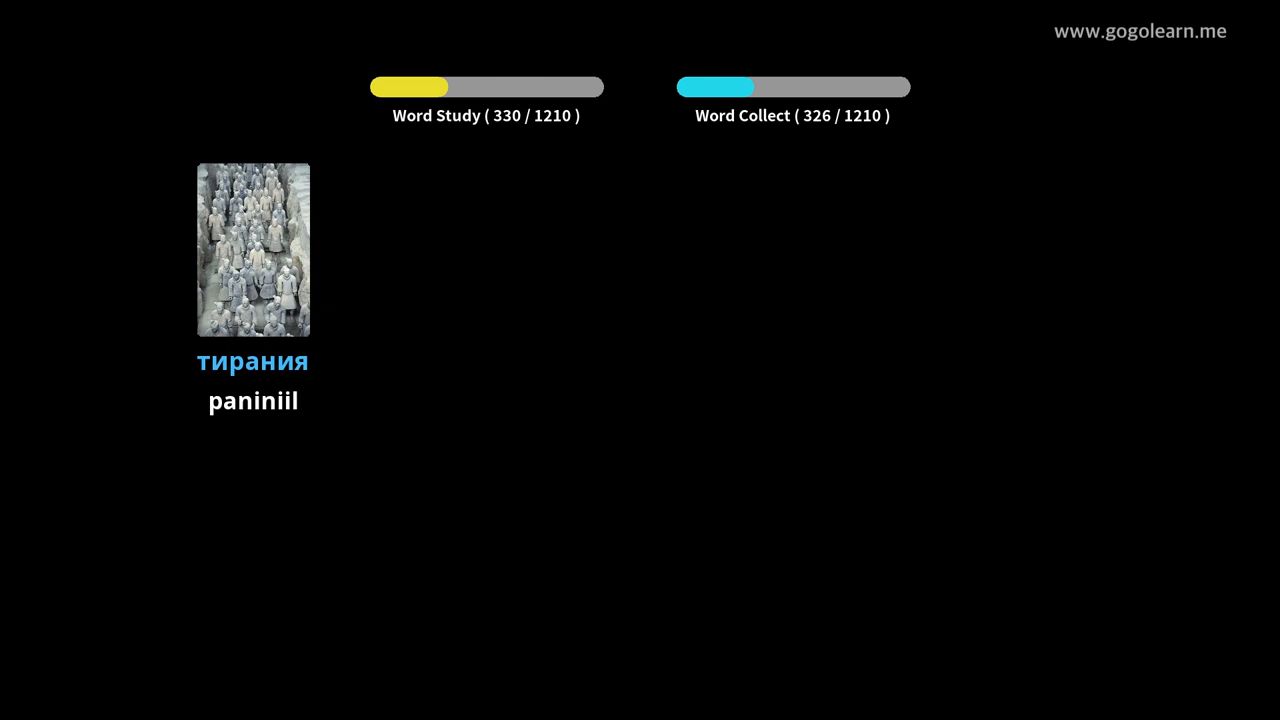 www.gogolearn.me
Word Study ( 330 / 1210 )
Word Collect ( 326 / 1210 )
тирания
paniniil